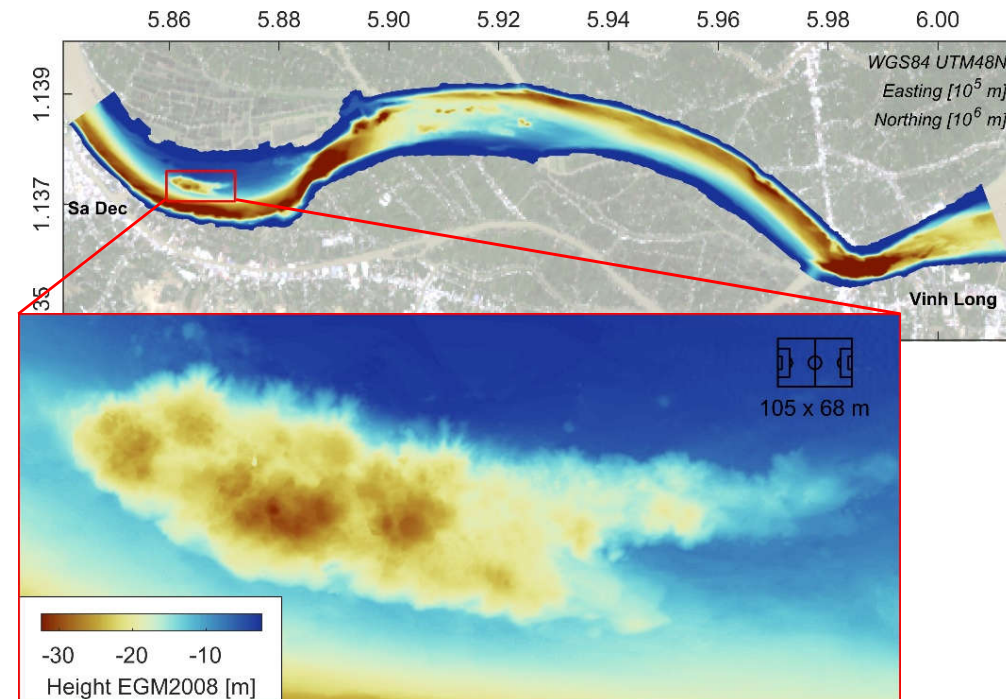 5.86 5.88 5.90 5.92 5.94 5.96 5.98 6.00
WGS84 UTM48N
Easting [10⁵ m]
Northing [10⁶ m]
1.139
1.137
35
Sa Dec
Vinh Long
105 x 68 m
-30 -20 -10
Height EGM2008 [m]